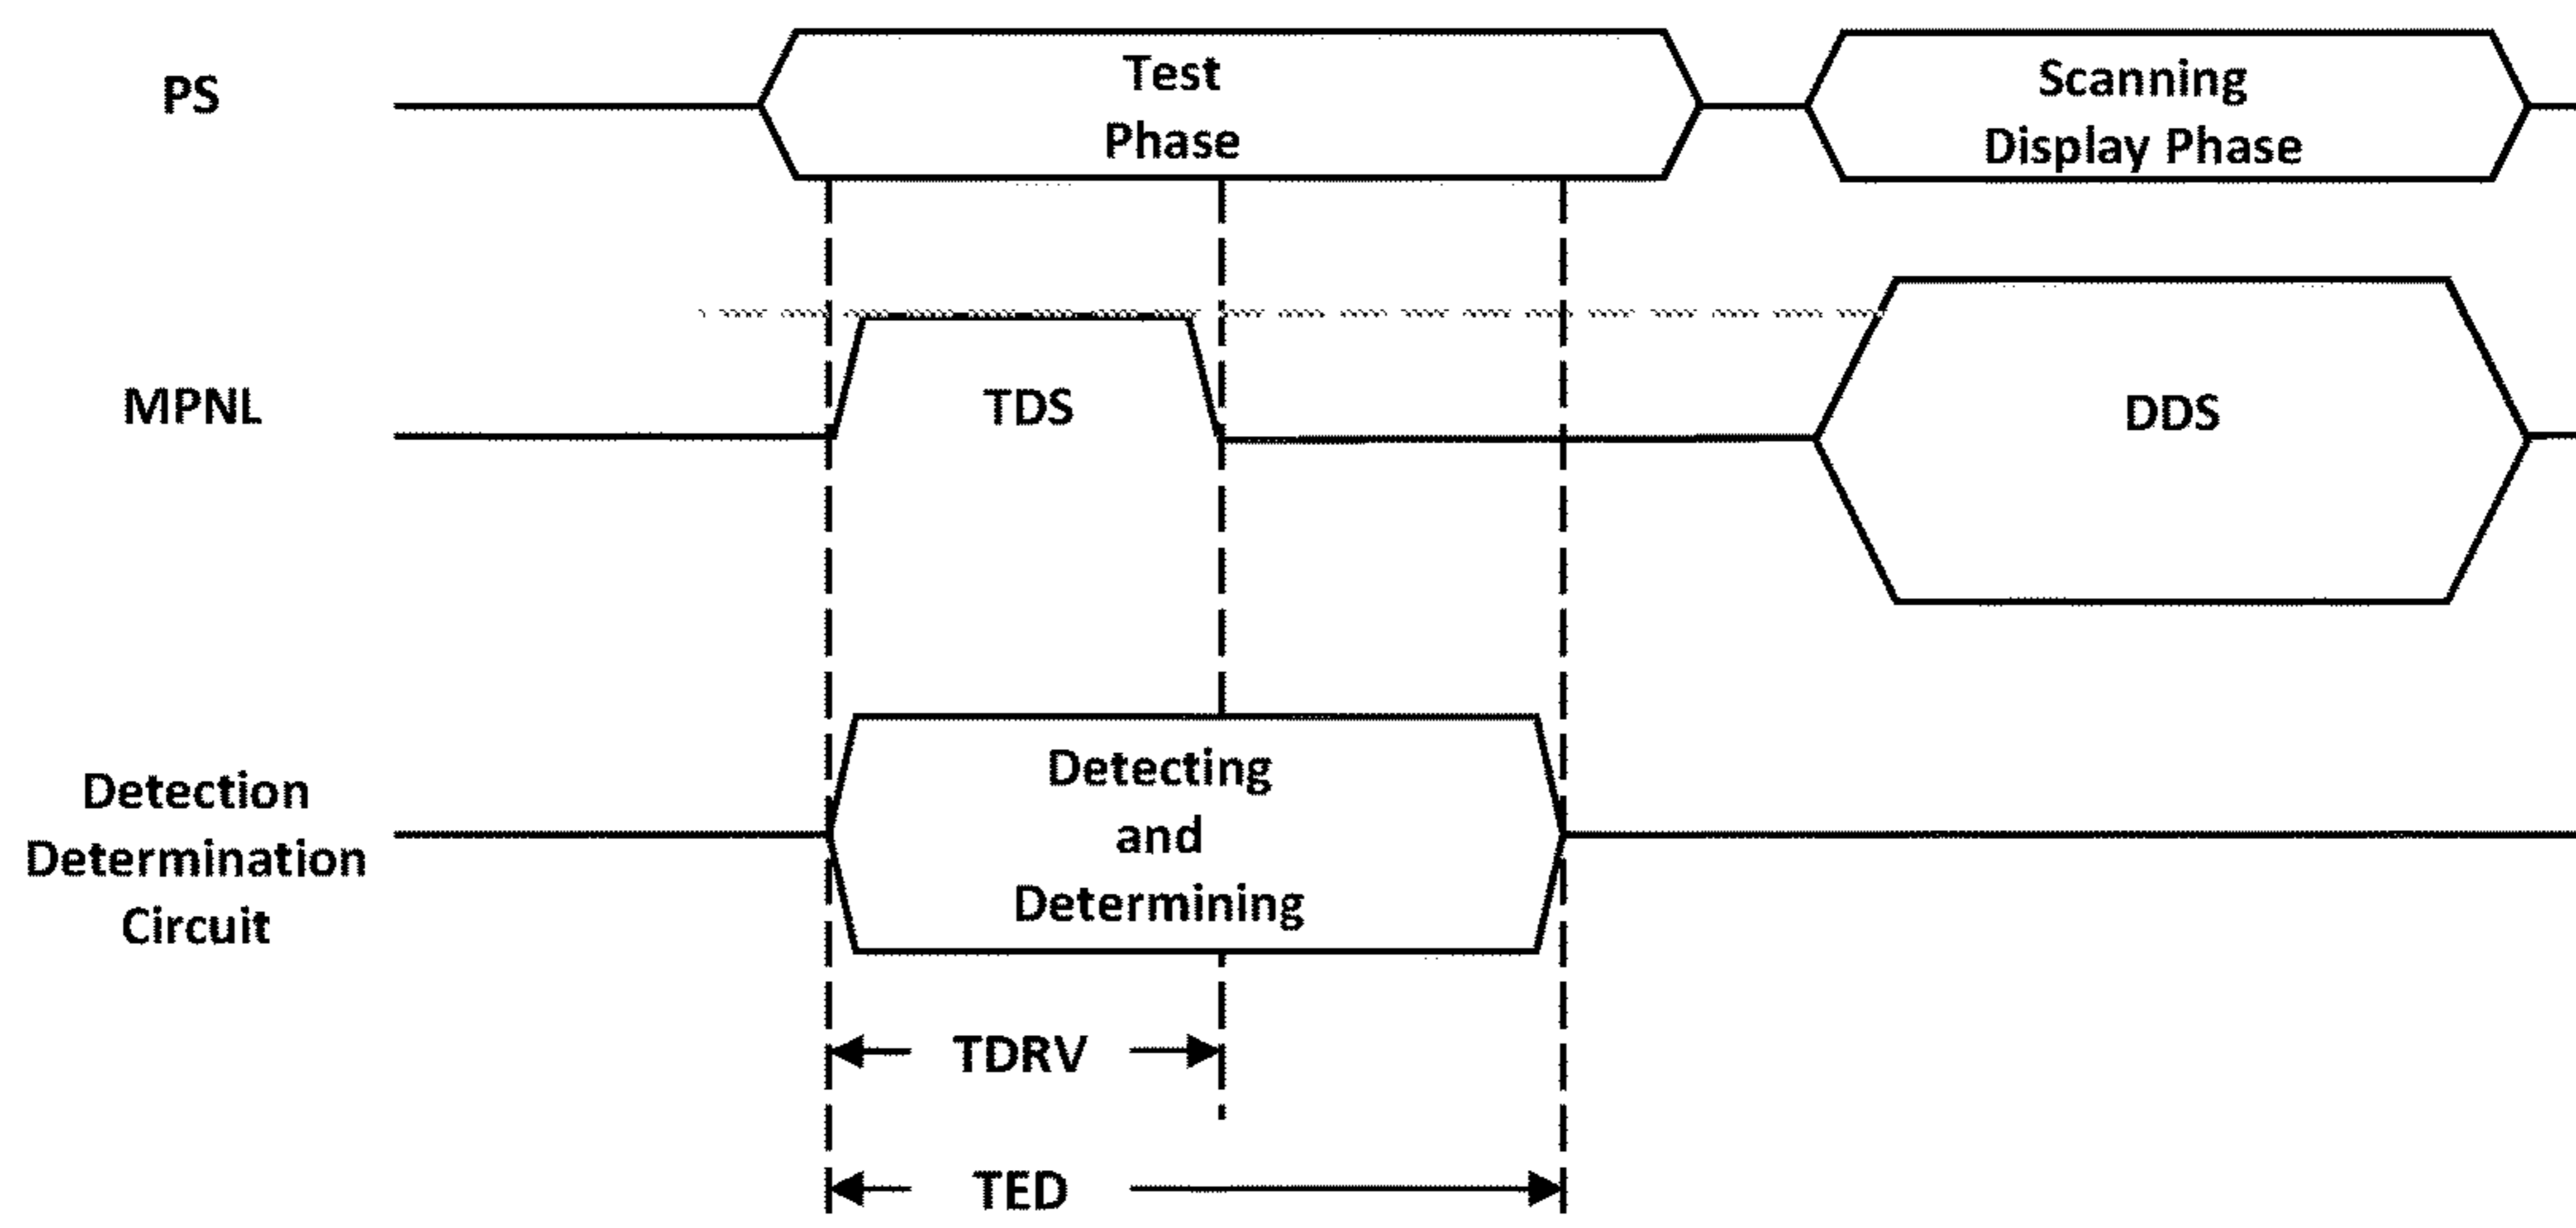 PS
Test
Phase
Scanning
Display Phase
MPNL
TDS
DDS
Detection
Determination
Circuit
Detecting
and
Determining
TDRV
TED